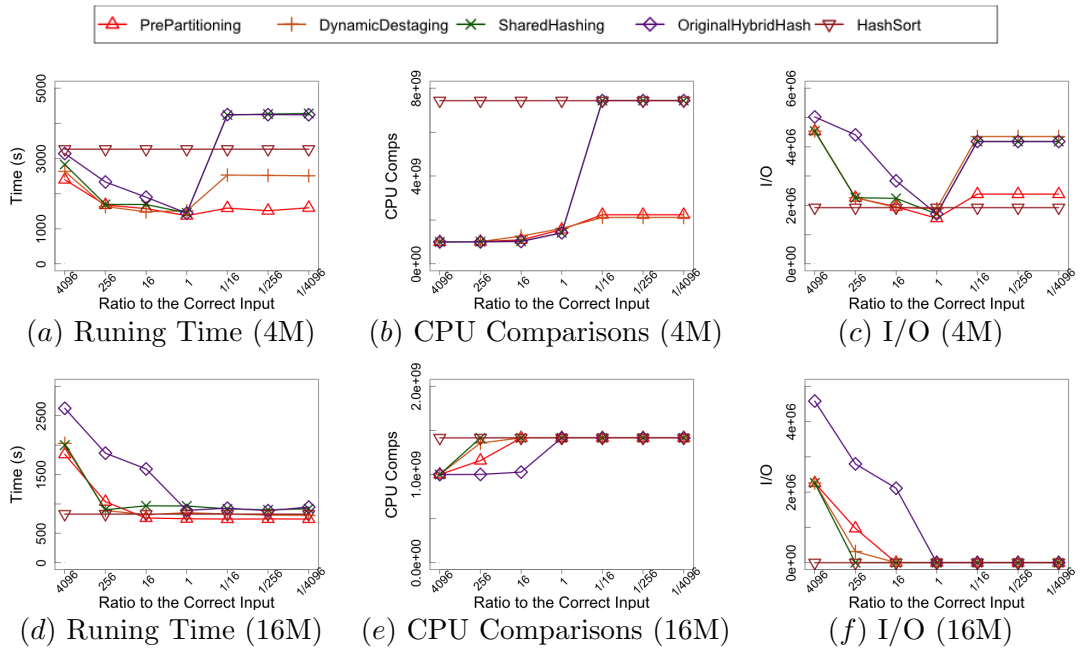 PrePartitioning DynamicDestaging SharedHashing OriginalHybridHash HashSort
Time (s)
0 1000 3000 5000
4096 256 16 1 1/16 1/256 1/4096
Ratio to the Correct Input
(a) Runing Time (4M)
CPU Comps
0e+00 4e+09 8e+09
4096 256 16 1 1/16 1/256 1/4096
Ratio to the Correct Input
(b) CPU Comparisons (4M)
I/O
0e+00 2e+06 4e+06 6e+06
4096 256 16 1 1/16 1/256 1/4096
Ratio to the Correct Input
(c) I/O (4M)
Time (s)
0 500 1500 2500
4096 256 16 1 1/16 1/256 1/4096
Ratio to the Correct Input
(d) Runing Time (16M)
CPU Comps
0.0e+00 1.0e+09 2.0e+09
4096 256 16 1 1/16 1/256 1/4096
Ratio to the Correct Input
(e) CPU Comparisons (16M)
I/O
0e+00 2e+06 4e+06
4096 256 16 1 1/16 1/256 1/4096
Ratio to the Correct Input
(f) I/O (16M)